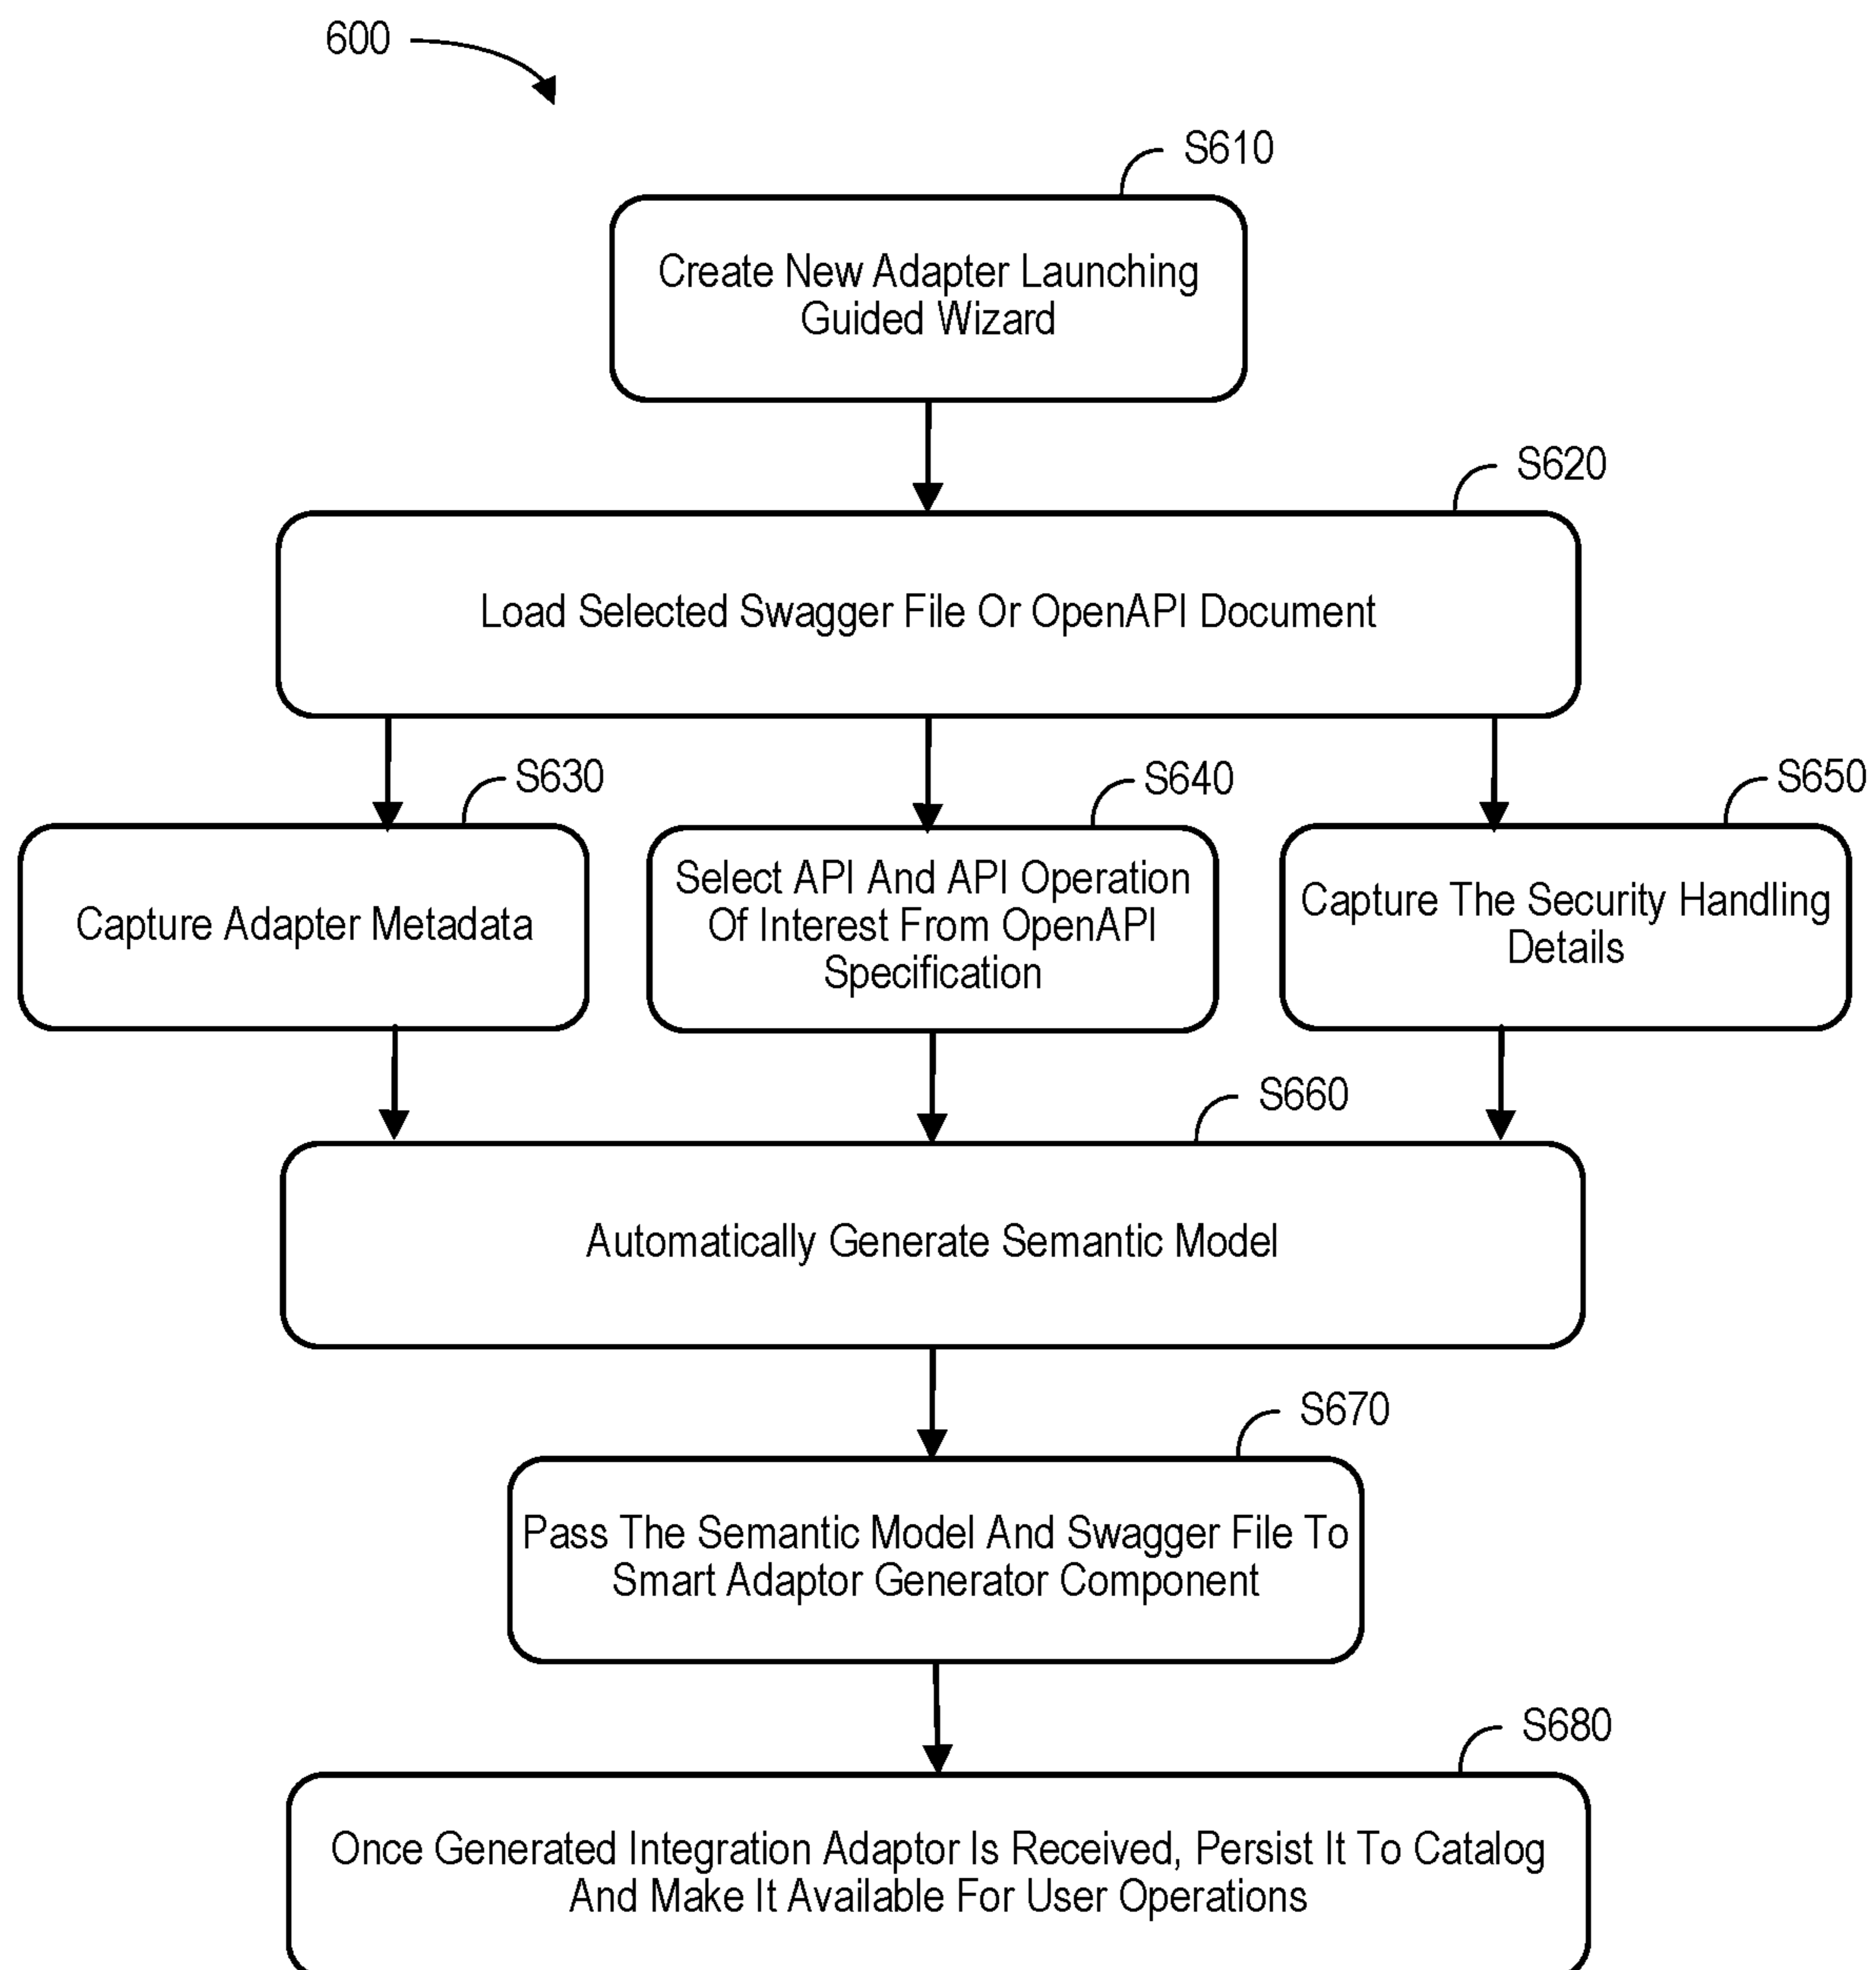 600
S610
Create New Adapter Launching
Guided Wizard
S620
Load Selected Swagger File Or OpenAPI Document
S630
Capture Adapter Metadata
S640
Select API And API Operation
Of Interest From OpenAPI
Specification
S650
Capture The Security Handling
Details
S660
Automatically Generate Semantic Model
S670
Pass The Semantic Model And Swagger File To
Smart Adaptor Generator Component
S680
Once Generated Integration Adaptor Is Received, Persist It To Catalog
And Make It Available For User Operations